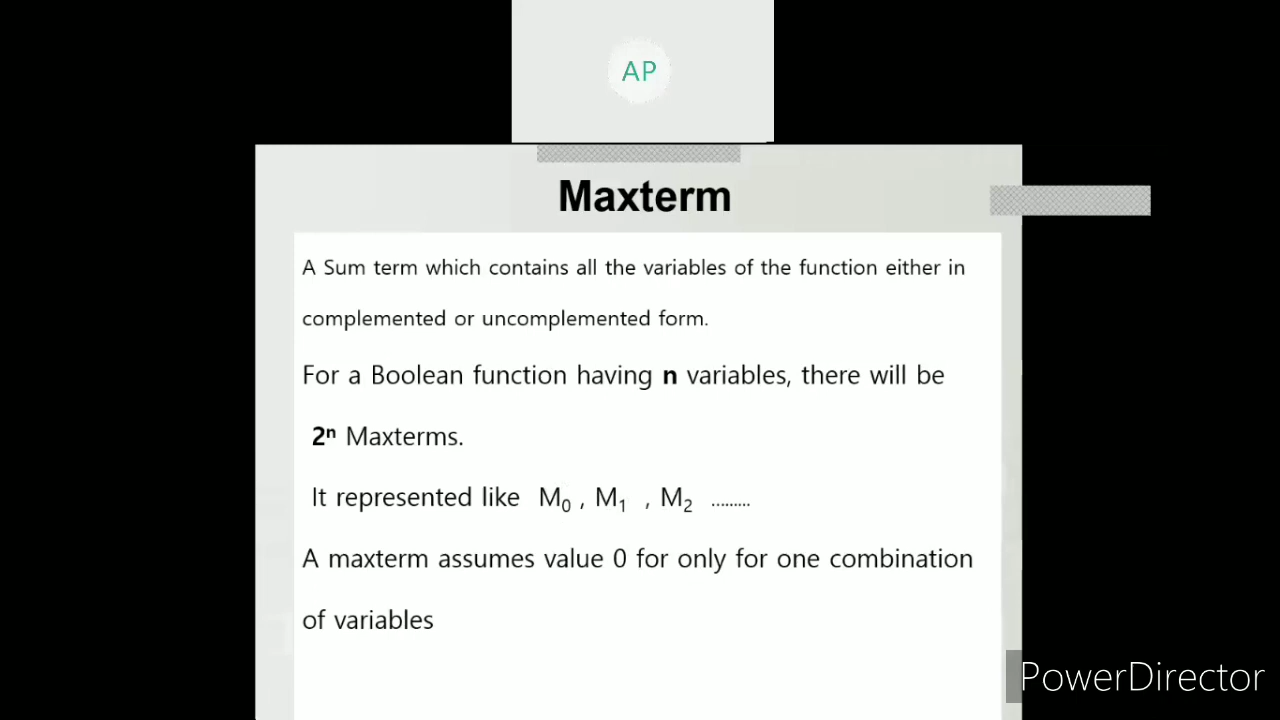 AP
Maxterm
A Sum term which contains all the variables of the function either in
complemented or uncomplemented form.
For a Boolean function having n variables, there will be
2ⁿ Maxterms.
It represented like M₀ , M₁ , M₂ .........
A maxterm assumes value 0 for only for one combination
of variables
PowerDirector